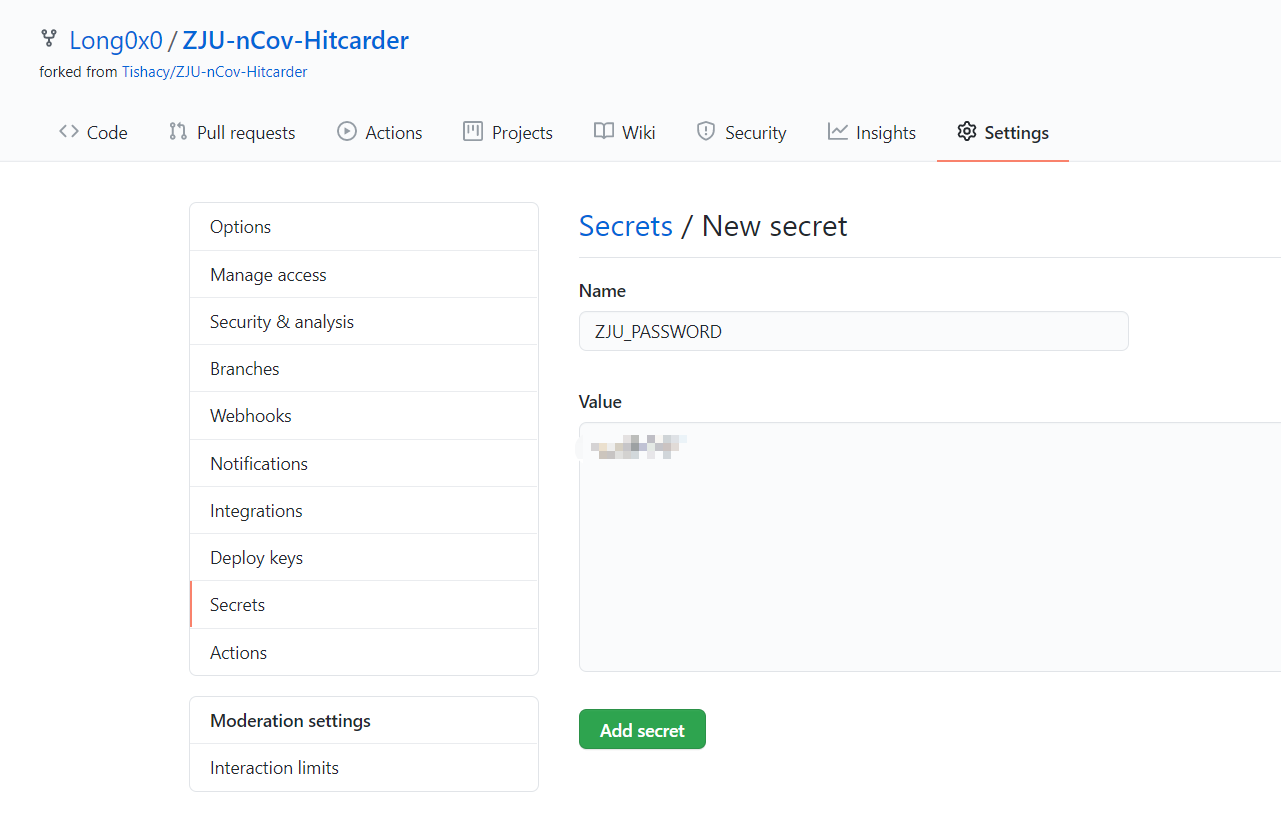 Long0x0 / ZJU-nCov-Hitcarder
forked from Tishacy/ZJU-nCov-Hitcarder
Code Pull requests Actions Projects Wiki Security Insights Settings
Options
Manage access
Security & analysis
Branches
Webhooks
Notifications
Integrations
Deploy keys
Secrets
Actions
Moderation settings
Interaction limits
Secrets / New secret
Name
ZJU_PASSWORD
Value
Add secret